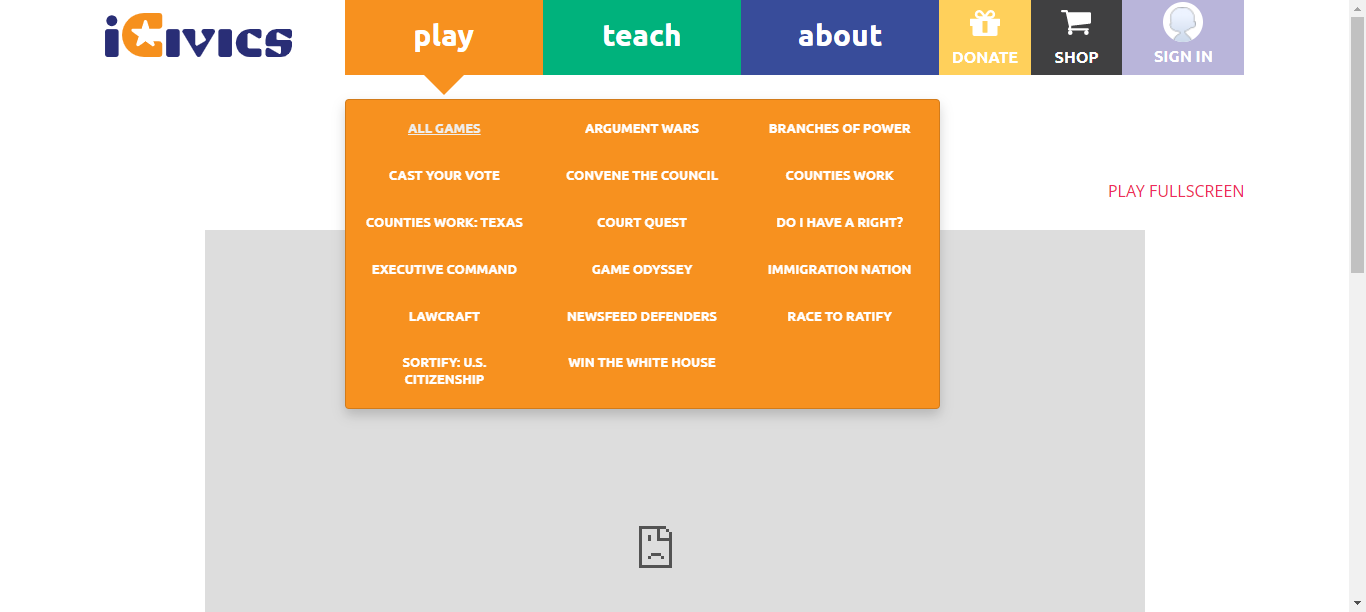 iCivics
play
teach
about
DONATE
SHOP
SIGN IN
ALL GAMES
ARGUMENT WARS
BRANCHES OF POWER
CAST YOUR VOTE
CONVENE THE COUNCIL
COUNTIES WORK
PLAY FULLSCREEN
COUNTIES WORK: TEXAS
COURT QUEST
DO I HAVE A RIGHT?
EXECUTIVE COMMAND
GAME ODYSSEY
IMMIGRATION NATION
LAWCRAFT
NEWSFEED DEFENDERS
RACE TO RATIFY
SORTIFY: U.S.
CITIZENSHIP
WIN THE WHITE HOUSE